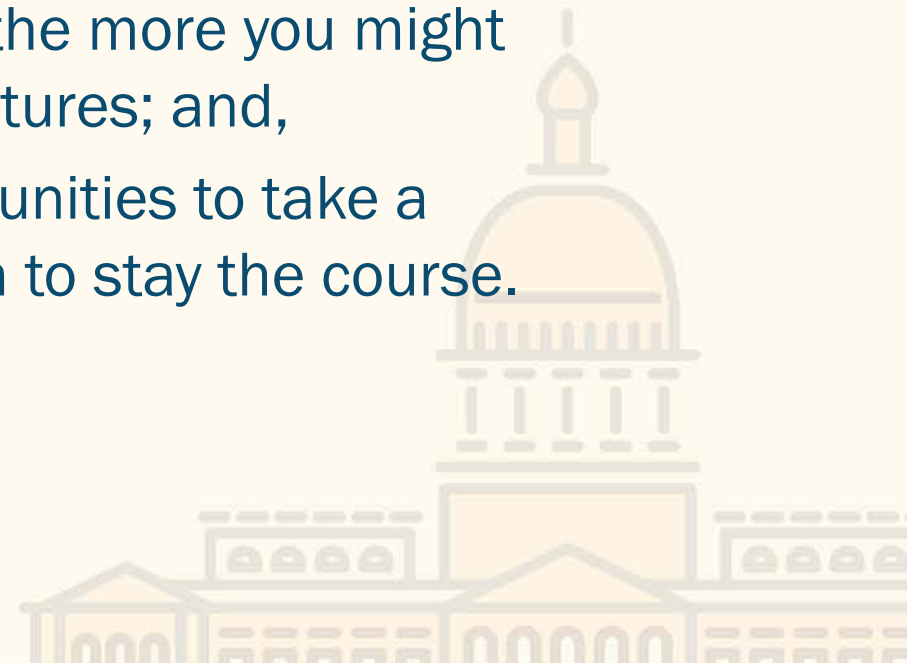 the more you might
tures; and,
unities to take a
to stay the course.